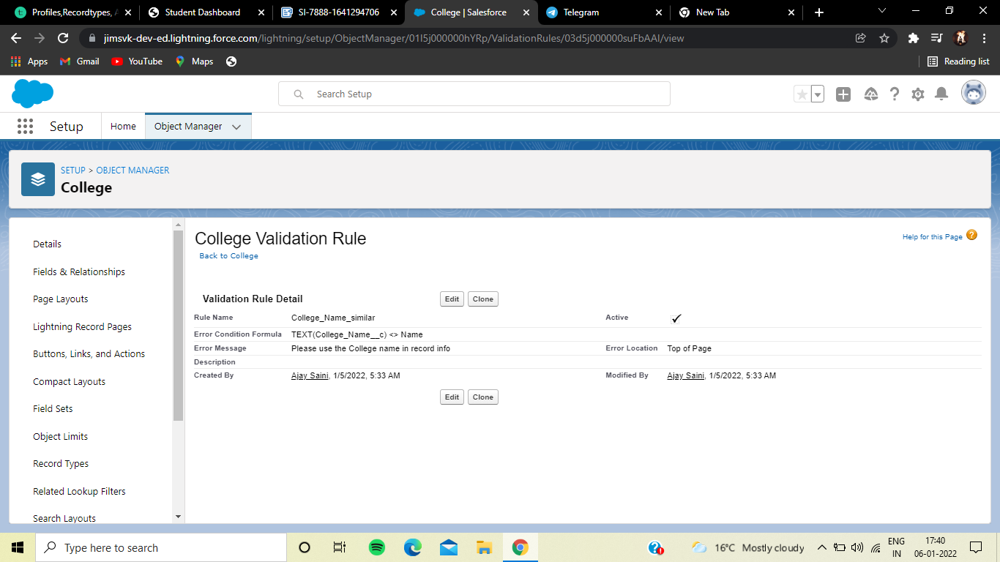 Profiles,Recordtypes, A
Student Dashboard
SI-7888-1641294706
College | Salesforce
Telegram
New Tab
jimsvk-dev-ed.lightning.force.com/lightning/setup/ObjectManager/01I5j000000hYRp/ValidationRules/03d5j000000suFbAAI/view
Apps
Gmail
YouTube
Maps
Reading list
Search Setup
Setup
Home
Object Manager
SETUP > OBJECT MANAGER
College
Details
Fields & Relationships
Page Layouts
Lightning Record Pages
Buttons, Links, and Actions
Compact Layouts
Field Sets
Object Limits
Record Types
Related Lookup Filters
Search Layouts
College Validation Rule
Help for this Page
Back to College
Validation Rule Detail
Edit Clone
Rule Name College_Name_similar Active
Error Condition Formula TEXT(College_Name__c) <> Name
Error Message Please use the College name in record info Error Location Top of Page
Description
Created By Ajay Saini, 1/5/2022, 5:33 AM Modified By Ajay Saini, 1/5/2022, 5:33 AM
Edit Clone
Type here to search
16°C Mostly cloudy
ENG
IN
17:40
06-01-2022